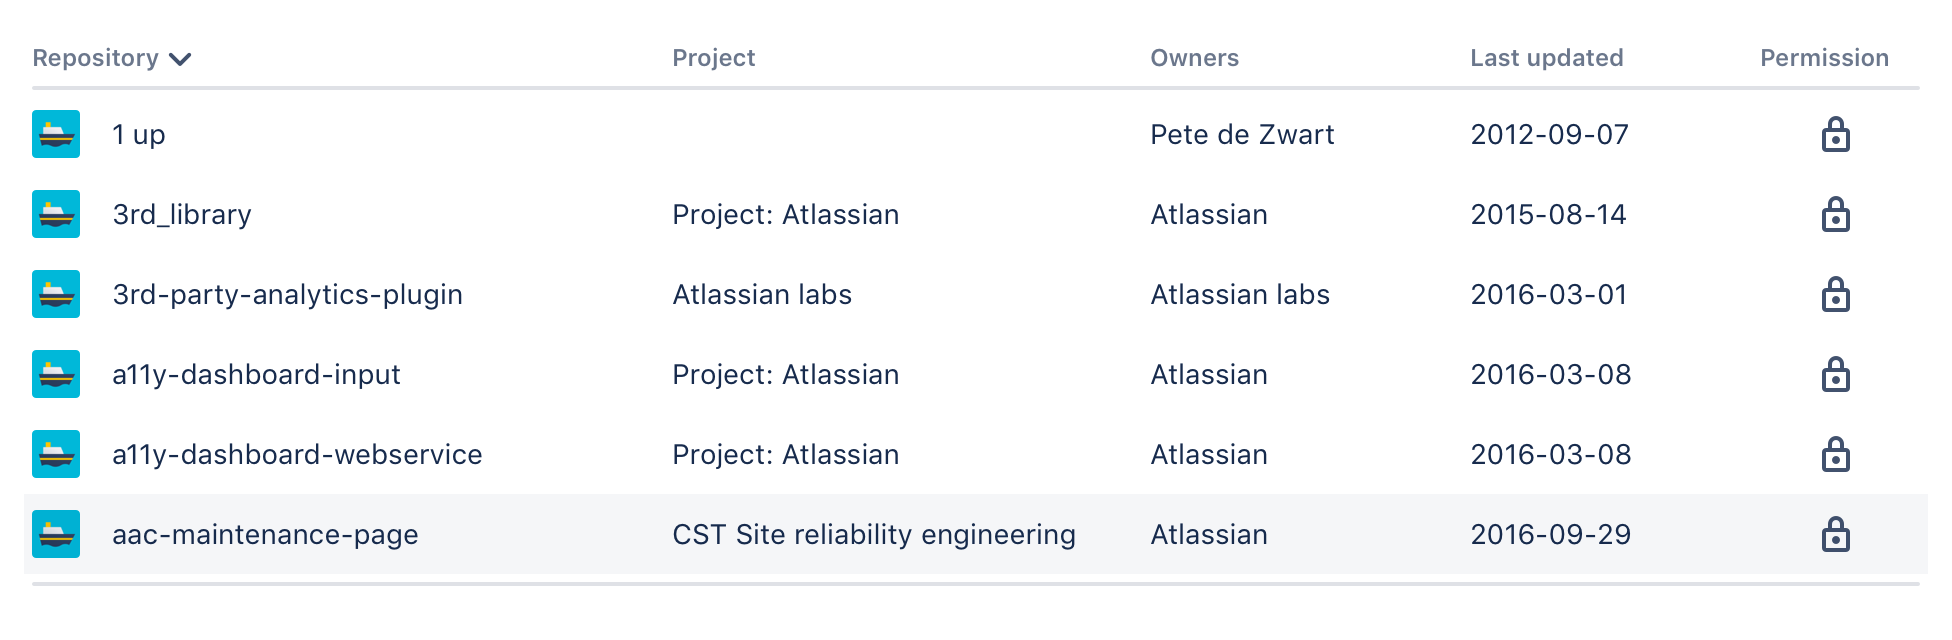 Repository Project Owners Last updated Permission
1 up Pete de Zwart 2012-09-07
3rd_library Project: Atlassian Atlassian 2015-08-14
3rd-party-analytics-plugin Atlassian labs Atlassian labs 2016-03-01
a11y-dashboard-input Project: Atlassian Atlassian 2016-03-08
a11y-dashboard-webservice Project: Atlassian Atlassian 2016-03-08
aac-maintenance-page CST Site reliability engineering Atlassian 2016-09-29